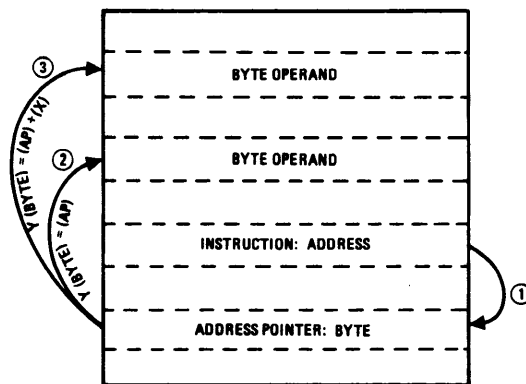 ③
BYTE OPERAND
Y (BYTE) = (AP) + (X)
②
BYTE OPERAND
Y (BYTE) = (AP)
INSTRUCTION: ADDRESS
①
ADDRESS POINTER: BYTE